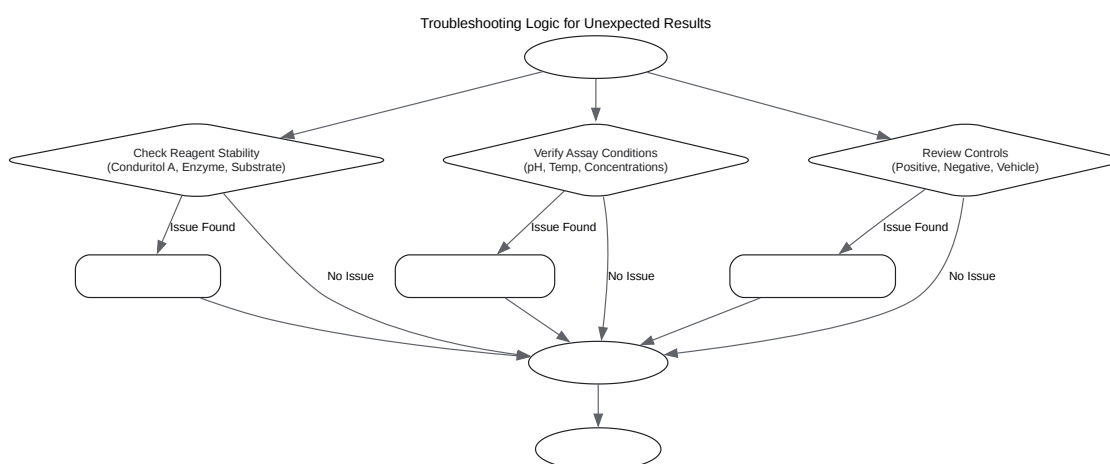 Troubleshooting Logic for Unexpected Results
Check Reagent Stability
(Conduritol A, Enzyme, Substrate)
Verify Assay Conditions
(pH, Temp, Concentrations)
Review Controls
(Positive, Negative, Vehicle)
Issue Found
Issue Found
Issue Found
No Issue
No Issue
No Issue